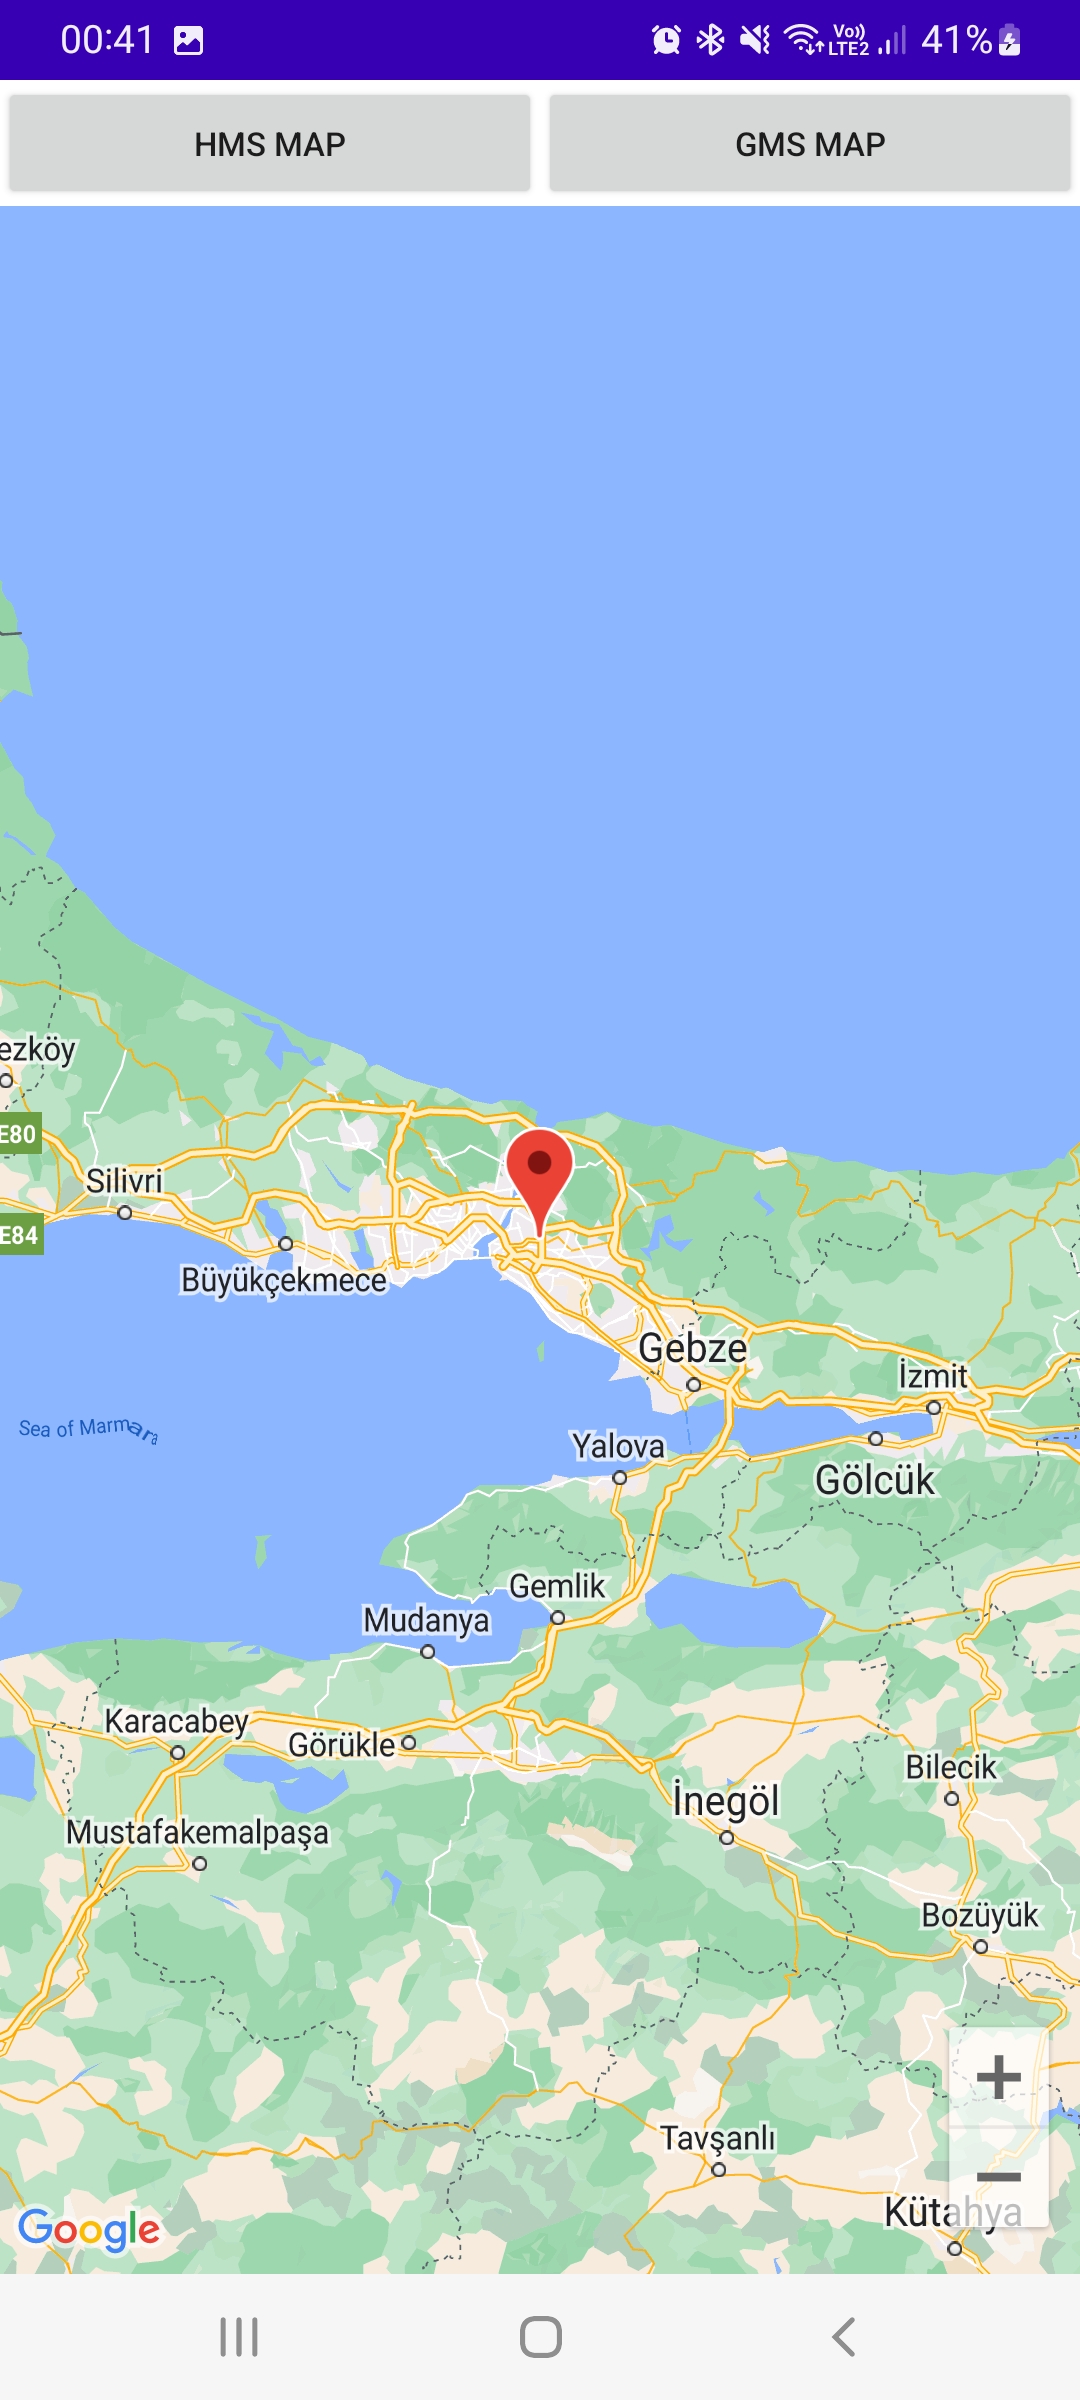 00:41
Vo))
LTE2
41%
HMS MAP
GMS MAP
ezköy
E80
Silivri
E84
Büyükçekmece
Gebze
İzmit
Sea of Marmara
Yalova
Gölcük
Gemlik
Mudanya
Karacabey
Görükle
Bilecik
İnegöl
Mustafakemalpaşa
Bozüyük
+
Tavşanlı
−
Kütahya
Google